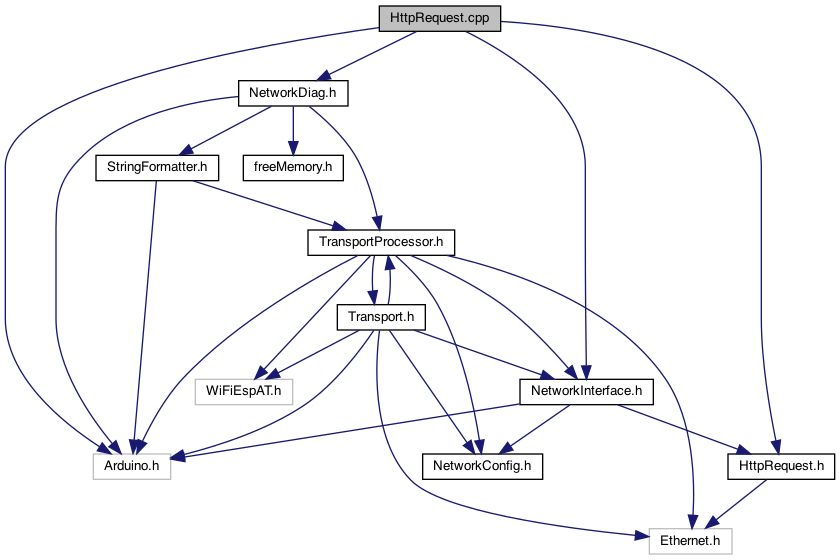 HttpRequest.cpp
NetworkDiag.h
StringFormatter.h
freeMemory.h
TransportProcessor.h
Transport.h
WiFiEspAT.h
NetworkInterface.h
Arduino.h
NetworkConfig.h
HttpRequest.h
Ethernet.h